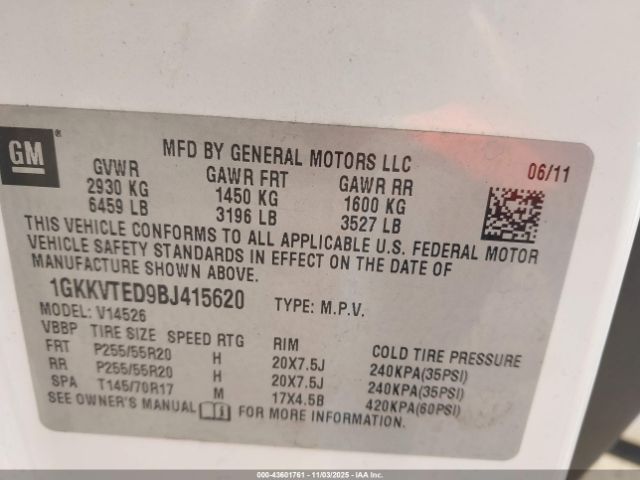 GM ®
MFD BY GENERAL MOTORS LLC 06/11
GVWR GAWR FRT GAWR RR
2930 KG 1450 KG 1600 KG
6459 LB 3196 LB 3527 LB
THIS VEHICLE CONFORMS TO ALL APPLICABLE U.S. FEDERAL MOTOR
VEHICLE SAFETY STANDARDS IN EFFECT ON THE DATE OF
MANUFACTURE SHOWN ABOVE.
1GKKVTED9BJ415620 TYPE: M.P.V.
MODEL: V14526
VBBP TIRE SIZE SPEED RTG RIM COLD TIRE PRESSURE
FRT P255/55R20 H 20X7.5J 240KPA(35PSI)
RR P255/55R20 H 20X7.5J 240KPA(35PSI)
SPA T145/70R17 M 17X4.5B 420KPA(60PSI)
SEE OWNER'S MANUAL FOR MORE INFORMATION.
000-43601761 - 11/03/2025 - IAAI.COM